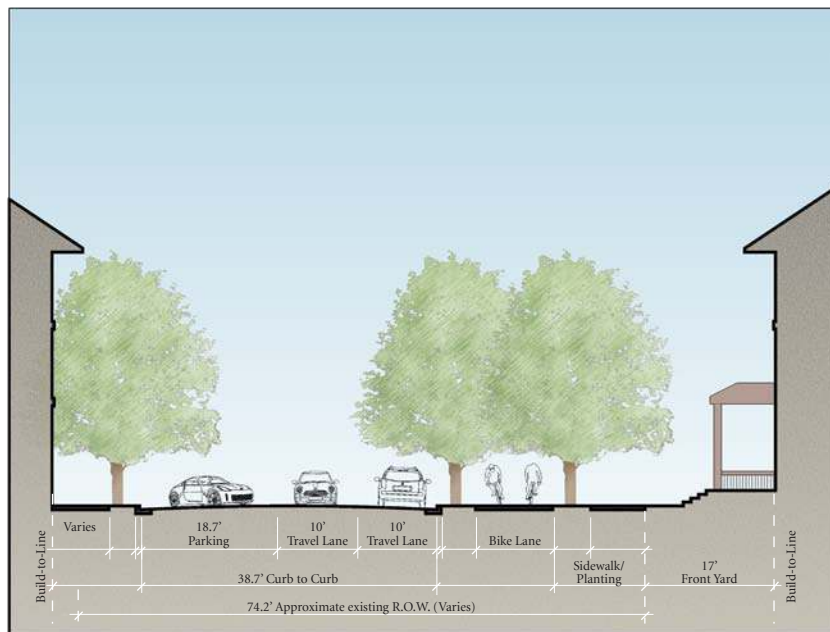 Build-to-Line
Varies
18.7'
Parking
10'
Travel Lane
10'
Travel Lane
Bike Lane
Sidewalk/
Planting
17'
Front Yard
Build-to-Line
38.7' Curb to Curb
74.2' Approximate existing R.O.W. (Varies)